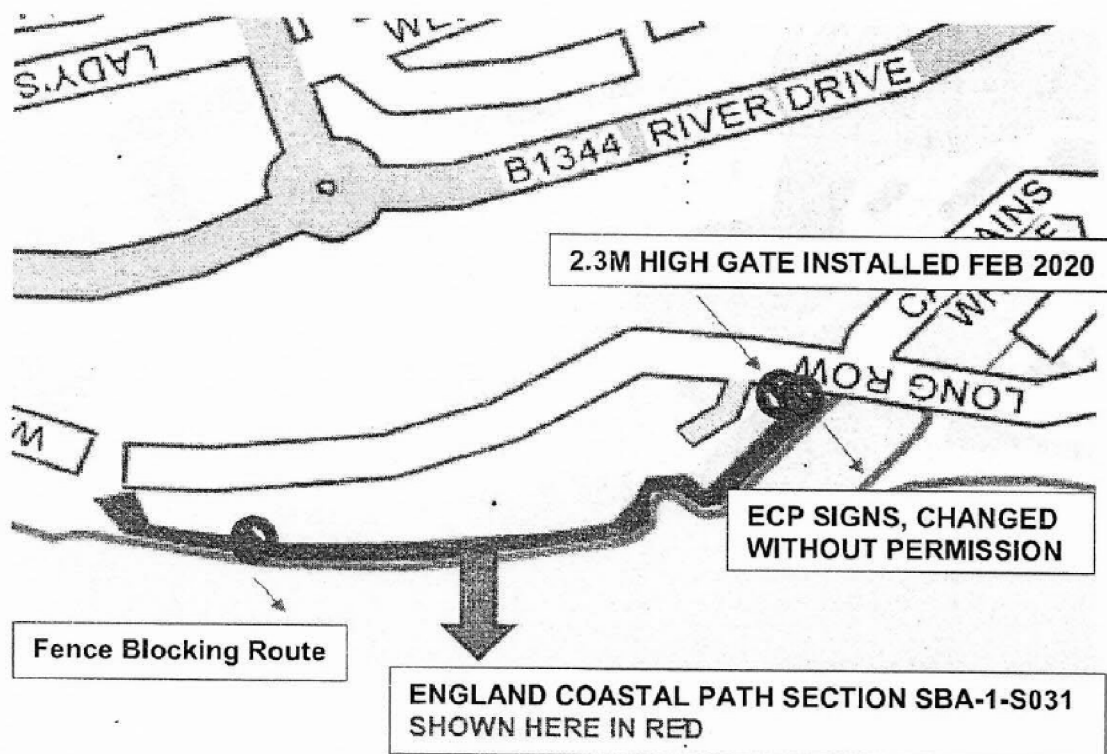 LADY'S
B1344 RIVER DRIVE
2.3M HIGH GATE INSTALLED FEB 2020
LONG ROW
ECP SIGNS, CHANGED
WITHOUT PERMISSION
Fence Blocking Route
ENGLAND COASTAL PATH SECTION SBA-1-S031
SHOWN HERE IN RED